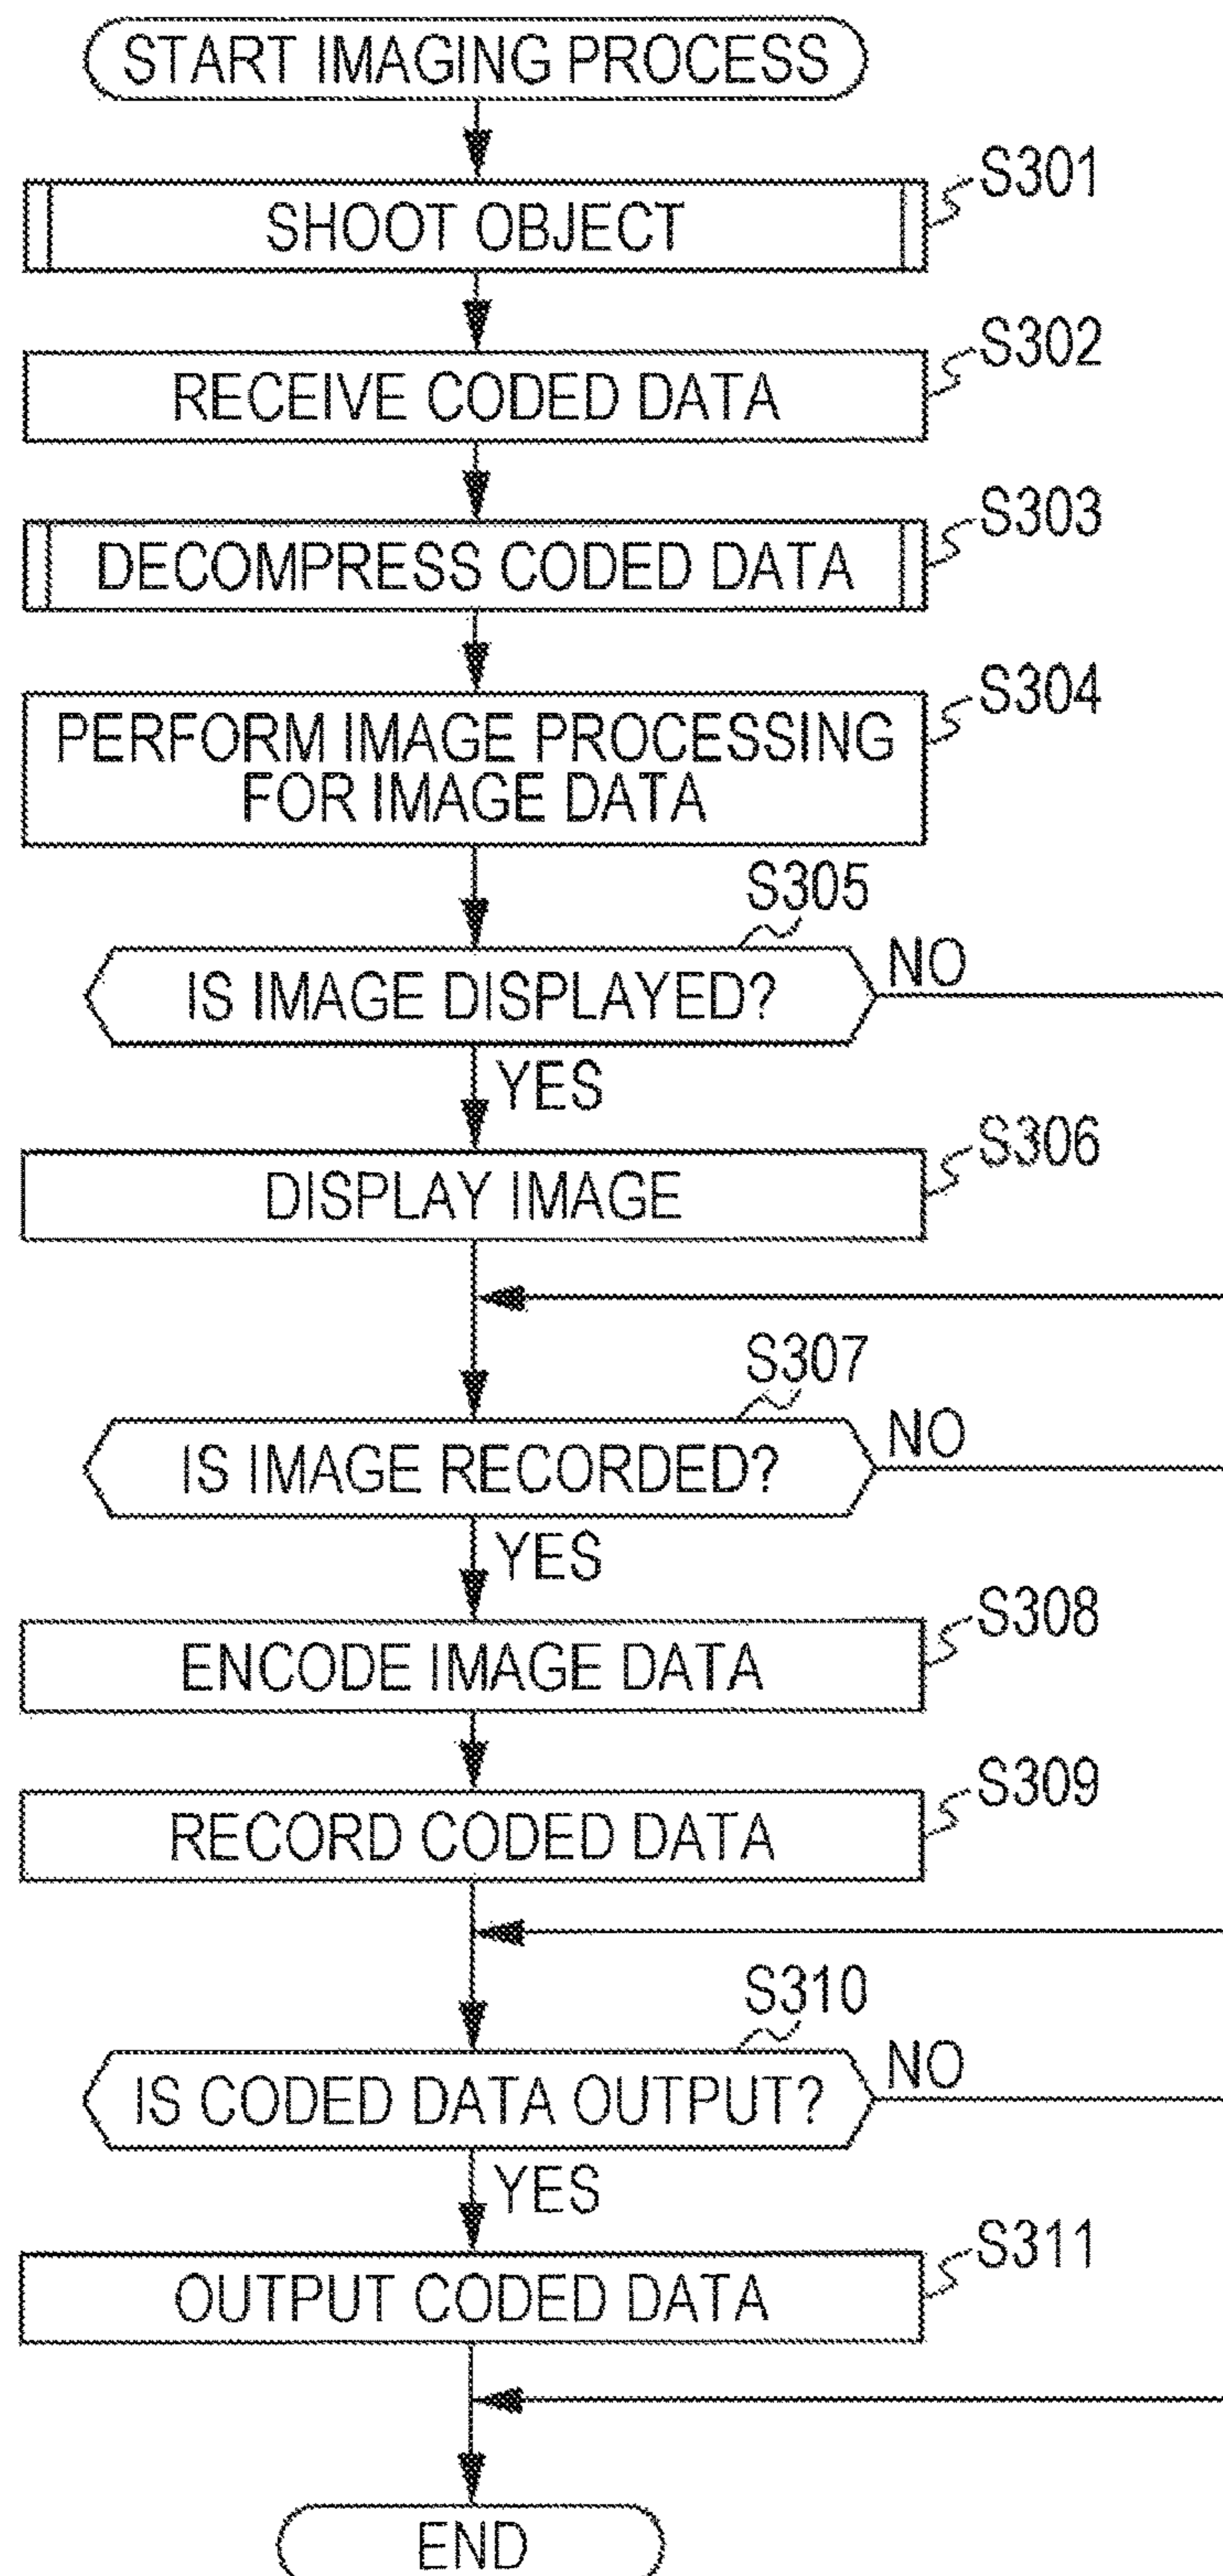 START IMAGING PROCESS
S301
SHOOT OBJECT
S302
RECEIVE CODED DATA
S303
DECOMPRESS CODED DATA
S304
PERFORM IMAGE PROCESSING
FOR IMAGE DATA
S305
IS IMAGE DISPLAYED?
NO
YES
S306
DISPLAY IMAGE
S307
IS IMAGE RECORDED?
NO
YES
S308
ENCODE IMAGE DATA
S309
RECORD CODED DATA
S310
IS CODED DATA OUTPUT?
NO
YES
S311
OUTPUT CODED DATA
END